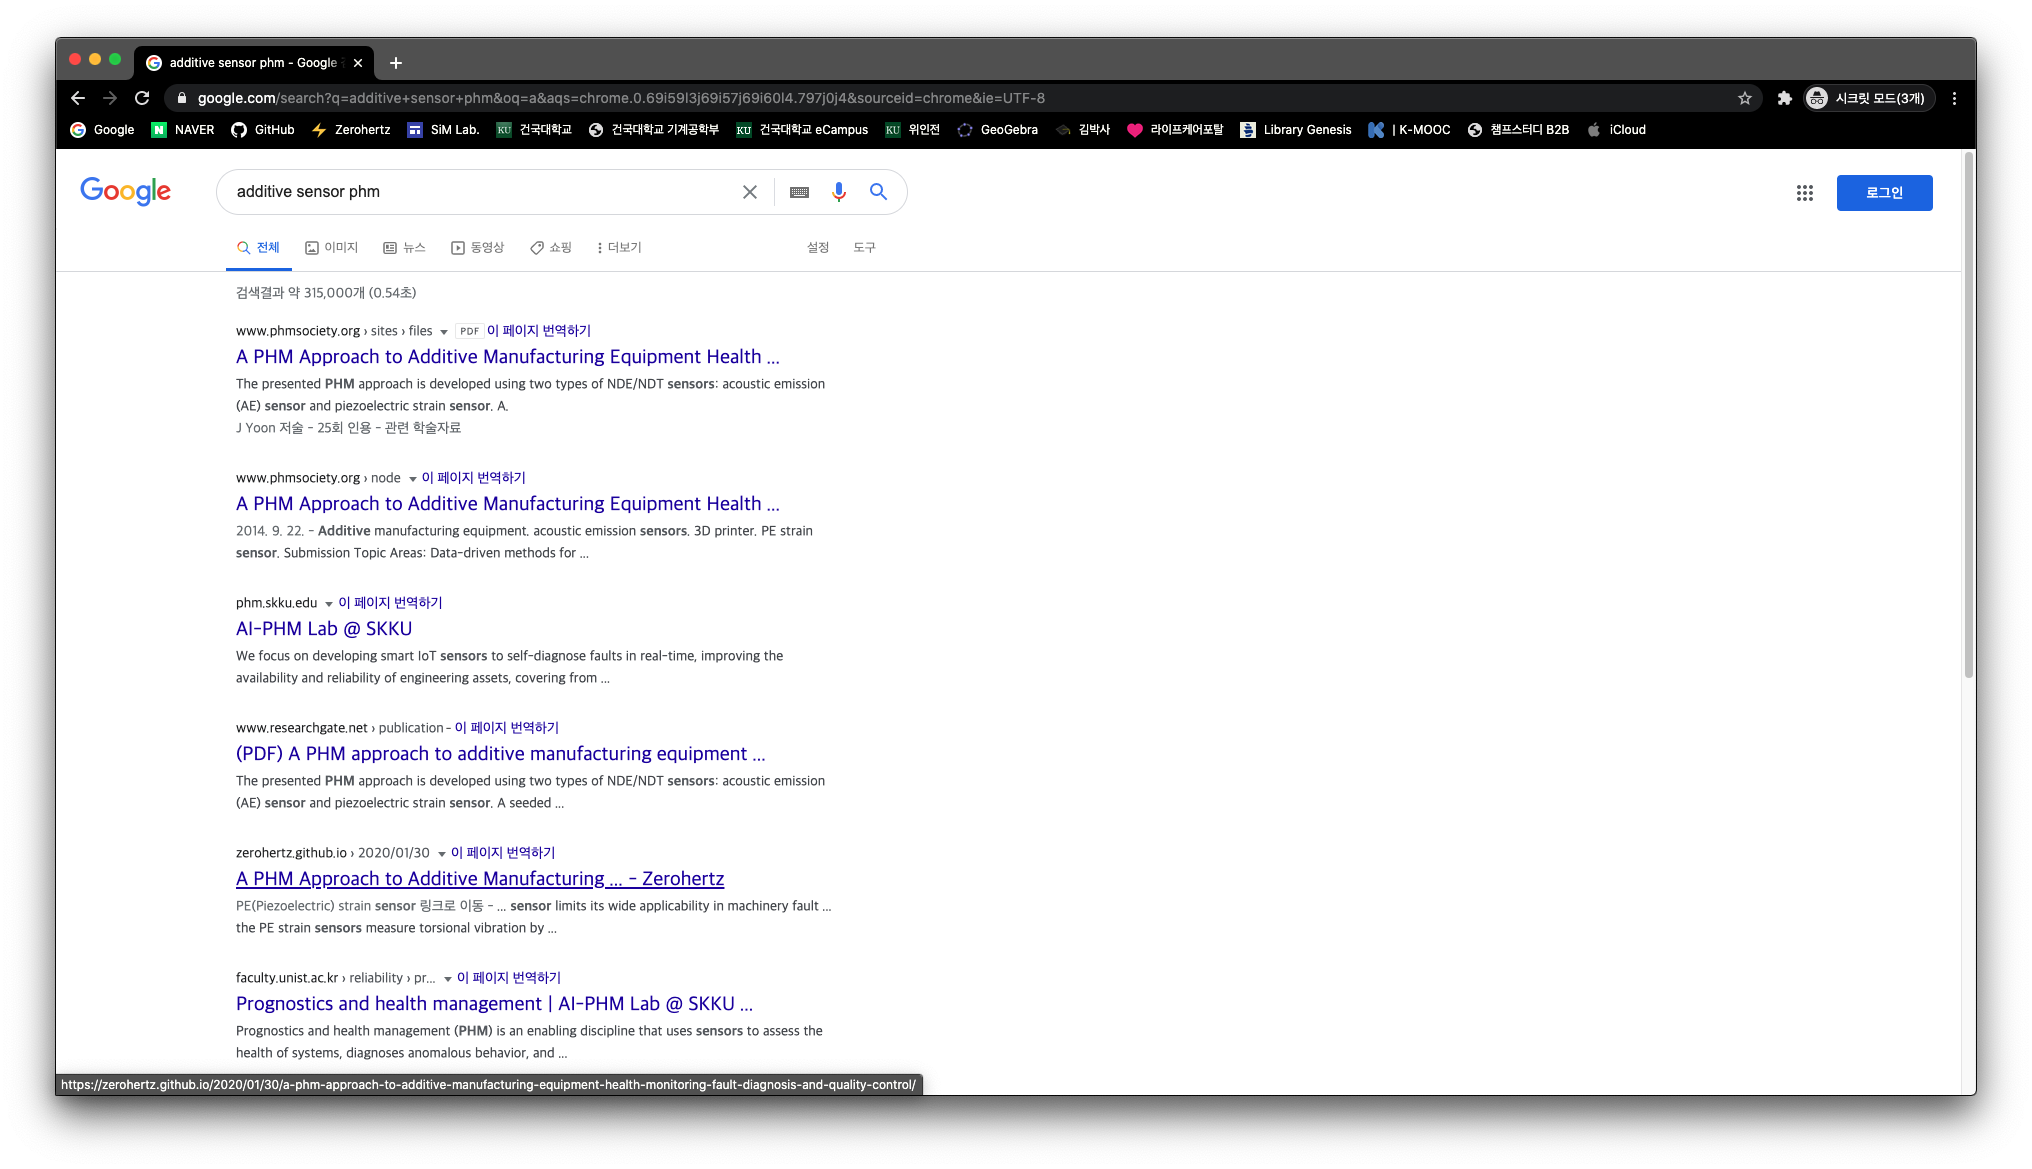 additive sensor phm - Google
google.com/search?q=additive+sensor+phm&oq=a&aqs=chrome.0.69i59l3j69i57j69i60l4.797j0j4&sourceid=chrome&ie=UTF-8
시크릿 모드(3개)
Google NAVER GitHub Zerohertz SiM Lab. KU 건국대학교 건국대학교 기계공학부 KU 건국대학교 eCampus KU 위인전 GeoGebra 김박사 라이프케어포탈 Library Genesis | K-MOOC 챔프스터디 B2B iCloud
Google
additive sensor phm
로그인
전체 이미지 뉴스 동영상 쇼핑 더보기 설정 도구
검색결과 약 315,000개 (0.54초)
www.phmsociety.org › sites › files PDF 이 페이지 번역하기
A PHM Approach to Additive Manufacturing Equipment Health ...
The presented PHM approach is developed using two types of NDE/NDT sensors: acoustic emission
(AE) sensor and piezoelectric strain sensor. A.
J Yoon 저술 - 25회 인용 - 관련 학술자료
www.phmsociety.org › node 이 페이지 번역하기
A PHM Approach to Additive Manufacturing Equipment Health ...
2014. 9. 22. - Additive manufacturing equipment. acoustic emission sensors. 3D printer. PE strain
sensor. Submission Topic Areas: Data-driven methods for ...
phm.skku.edu 이 페이지 번역하기
AI-PHM Lab @ SKKU
We focus on developing smart IoT sensors to self-diagnose faults in real-time, improving the
availability and reliability of engineering assets, covering from ...
www.researchgate.net › publication - 이 페이지 번역하기
(PDF) A PHM approach to additive manufacturing equipment ...
The presented PHM approach is developed using two types of NDE/NDT sensors: acoustic emission
(AE) sensor and piezoelectric strain sensor. A seeded ...
zerohertz.github.io › 2020/01/30 이 페이지 번역하기
A PHM Approach to Additive Manufacturing ... - Zerohertz
PE(Piezoelectric) strain sensor 링크로 이동 - ... sensor limits its wide applicability in machinery fault ...
the PE strain sensors measure torsional vibration by ...
faculty.unist.ac.kr › reliability › pr... 이 페이지 번역하기
Prognostics and health management | AI-PHM Lab @ SKKU ...
Prognostics and health management (PHM) is an enabling discipline that uses sensors to assess the
health of systems, diagnoses anomalous behavior, and ...
https://zerohertz.github.io/2020/01/30/a-phm-approach-to-additive-manufacturing-equipment-health-monitoring-fault-diagnosis-and-quality-control/